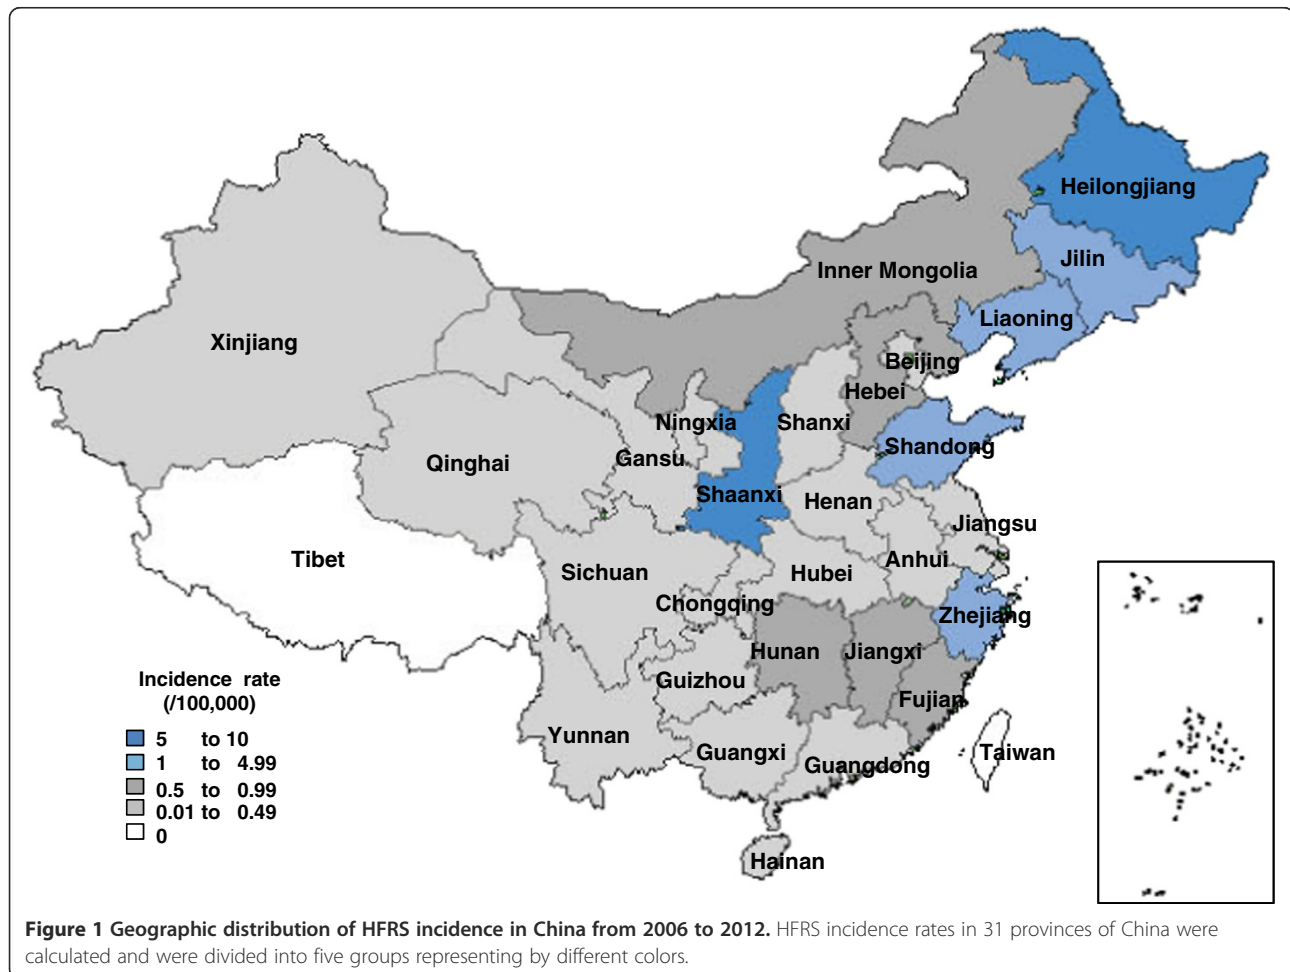 Heilongjiang
Jilin
Inner Mongolia
Liaoning
Xinjiang
Beijing
Hebei
Ningxia
Shanxi
Shandong
Qinghai
Gansu
Shaanxi
Henan
Jiangsu
Tibet
Sichuan
Hubei
Anhui
Chongqing
Zhejiang
Hunan
Jiangxi
Guizhou
Fujian
Yunnan
Guangxi
Guangdong
Taiwan
Hainan
Incidence rate
(/100,000)
5 to 10
1 to 4.99
0.5 to 0.99
0.01 to 0.49
0
Figure 1 Geographic distribution of HFRS incidence in China from 2006 to 2012. HFRS incidence rates in 31 provinces of China were
calculated and were divided into five groups representing by different colors.